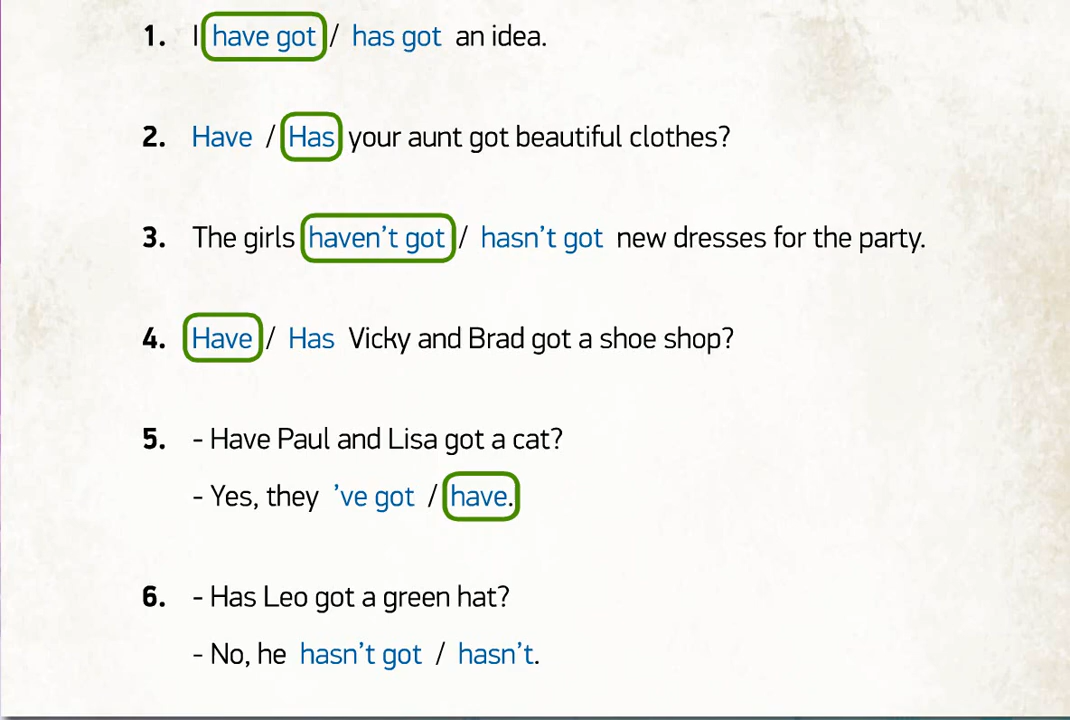 1. I have got / has got an idea.
2. Have / Has your aunt got beautiful clothes?
3. The girls haven't got / hasn't got new dresses for the party.
4. Have / Has Vicky and Brad got a shoe shop?
5. - Have Paul and Lisa got a cat?
- Yes, they 've got / have.
6. - Has Leo got a green hat?
- No, he hasn't got / hasn't.